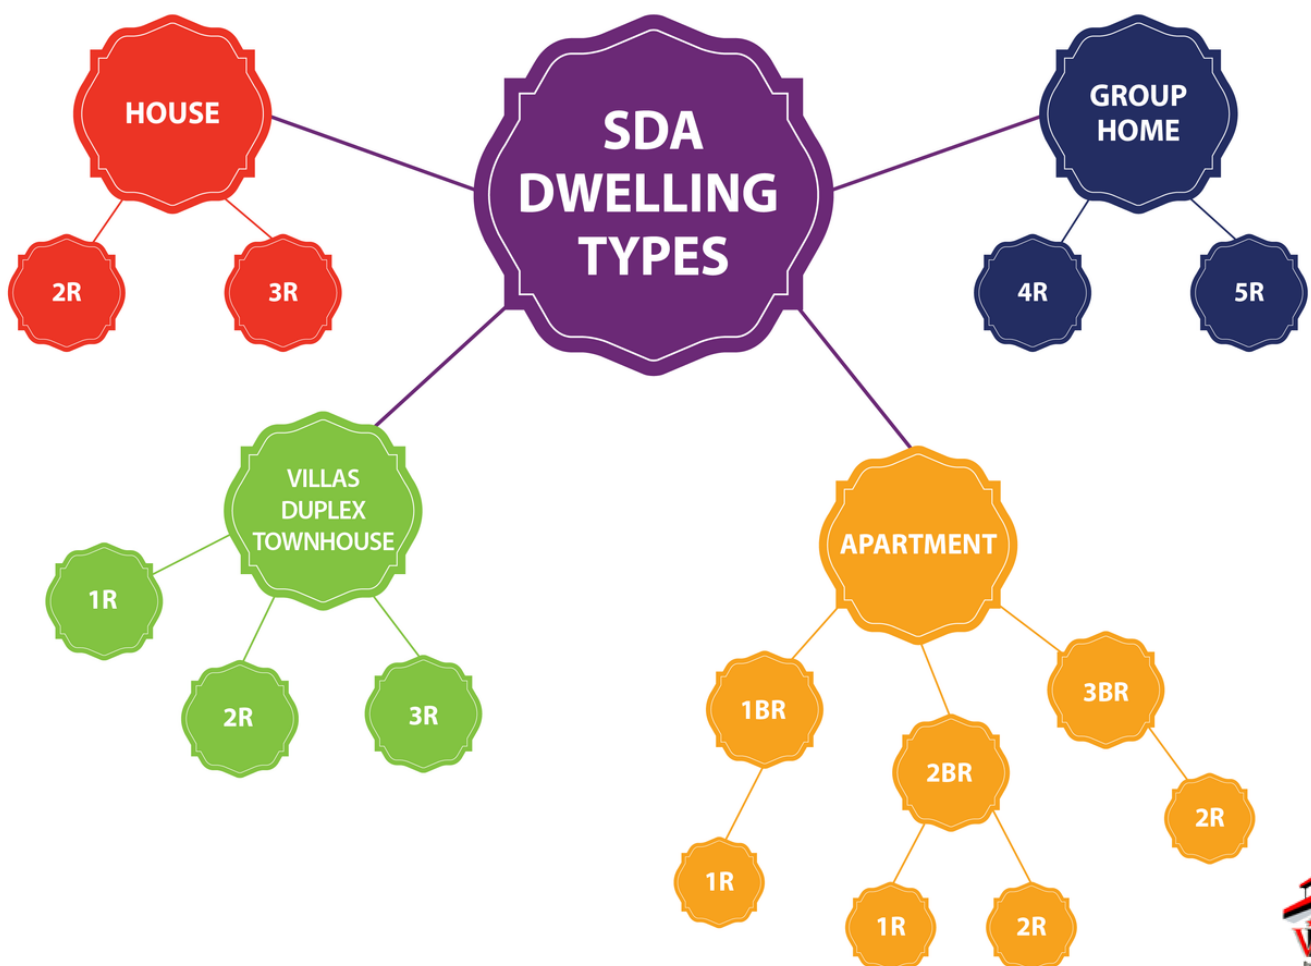 HOUSE
2R
3R
SDA
DWELLING
TYPES
GROUP
HOME
4R
5R
VILLAS
DUPLEX
TOWNHOUSE
1R
2R
3R
APARTMENT
1BR
1R
2BR
1R
2R
3BR
2R